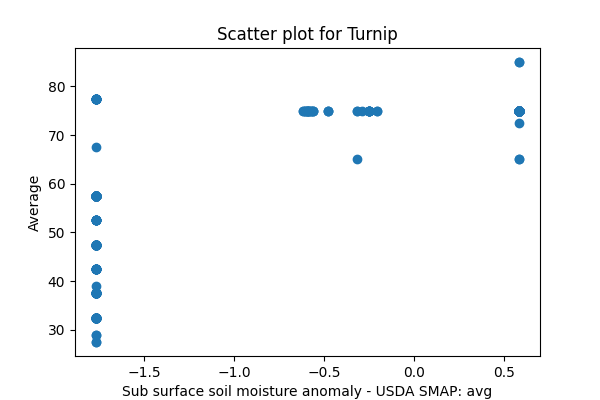 Scatter plot for Turnip
Average
80
70
60
50
40
30
−1.5 −1.0 −0.5 0.0 0.5
Sub surface soil moisture anomaly - USDA SMAP: avg